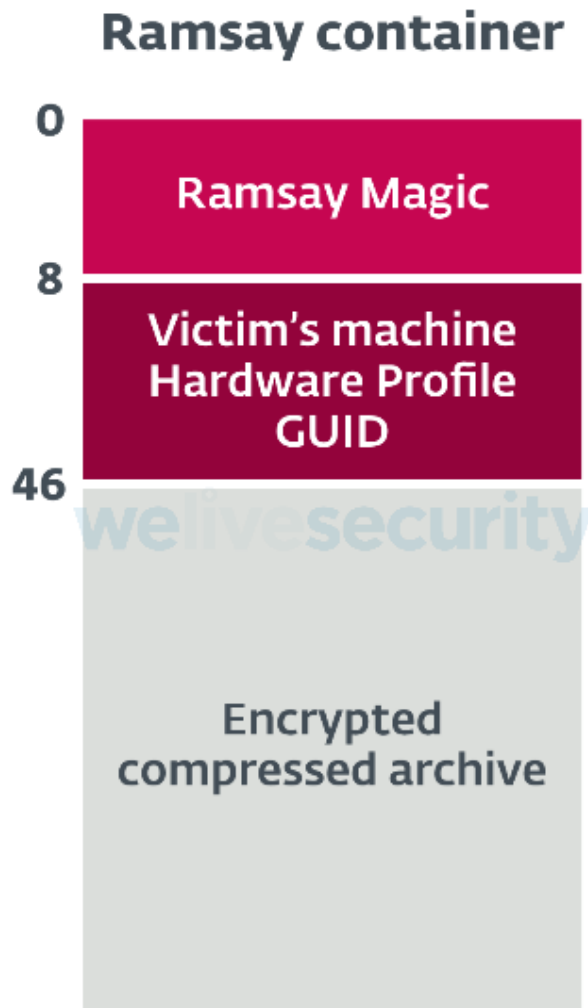 Ramsay container
0
Ramsay Magic
8
Victim’s machine
Hardware Profile
GUID
46
welivesecurity
Encrypted
compressed archive